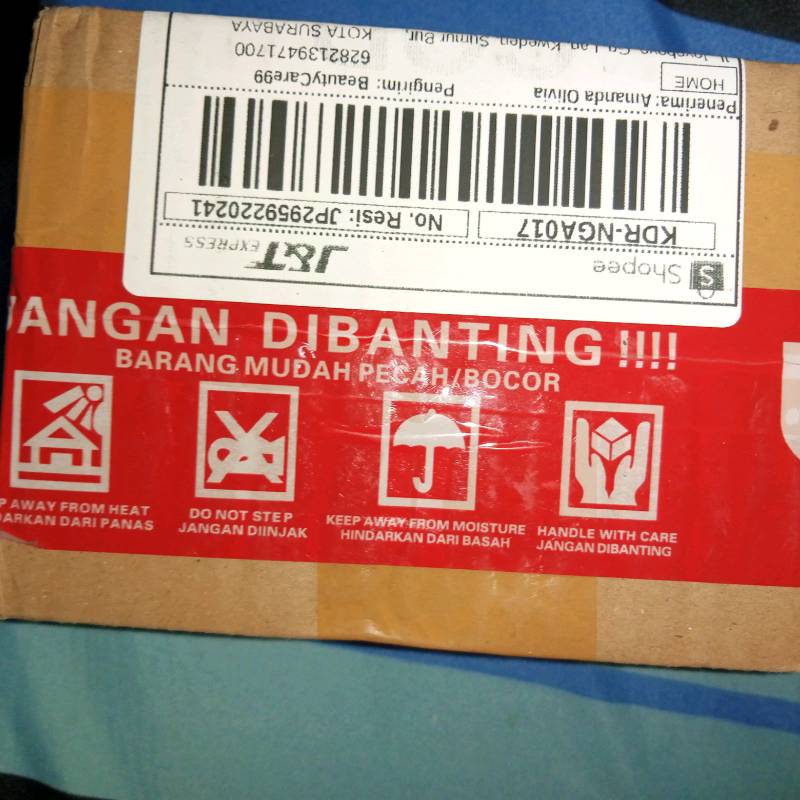 Shopee
J&T EXPRESS
KDR-NGA017
No. Resi: JP2959220241
Penerima: Amanda Olivia
Pengirim: BeautyCare99
HOME
6282139471700
KOTA SURABAYA
JANGAN DIBANTING !!!!
BARANG MUDAH PECAH/BOCOR
P AWAY FROM HEAT
DARKAN DARI PANAS
DO NOT STEP
JANGAN DIINJAK
KEEP AWAY FROM MOISTURE
HINDARKAN DARI BASAH
HANDLE WITH CARE
JANGAN DIBANTING